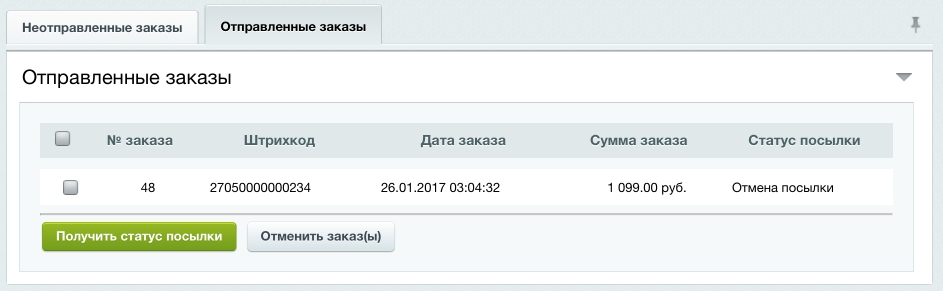 Неотправленные заказы Отправленные заказы
Отправленные заказы
№ заказа Штрихкод Дата заказа Сумма заказа Статус посылки
48 27050000000234 26.01.2017 03:04:32 1 099.00 руб. Отмена посылки
Получить статус посылки Отменить заказ(ы)